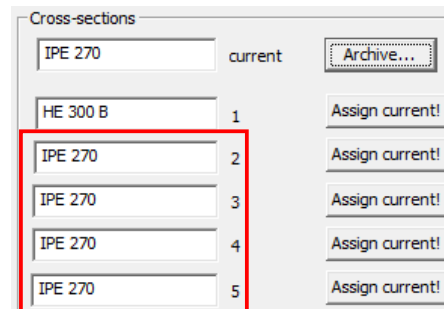 Cross-sections
IPE 270 current Archive...
HE 300 B 1 Assign current!
IPE 270 2 Assign current!
IPE 270 3 Assign current!
IPE 270 4 Assign current!
IPE 270 5 Assign current!